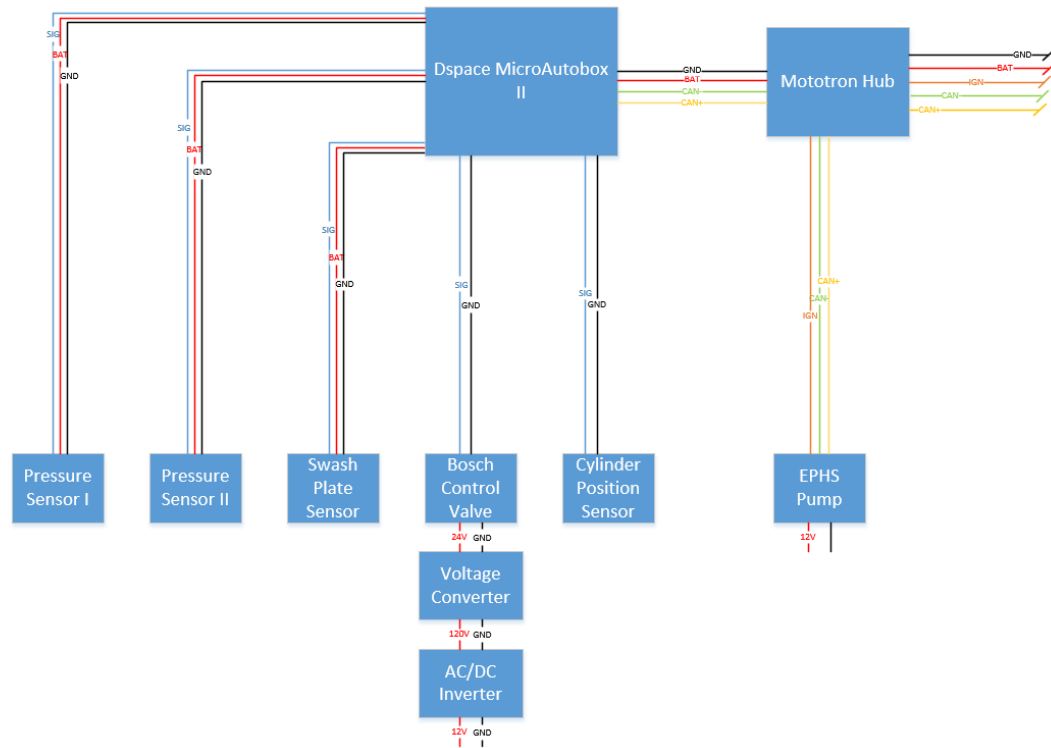 Dspace MicroAutobox
II
Mototron Hub
GND
BAT
CAN
CAN+
GND
BAT
IGN
CAN
CAN+
SIG
BAT
GND
SIG
BAT
GND
SIG
BAT
GND
SIG
GND
SIG
GND
CAN+
CAN-
IGN
Pressure
Sensor I
Pressure
Sensor II
Swash
Plate
Sensor
Bosch
Control
Valve
Cylinder
Position
Sensor
EPHS
Pump
24V
GND
12V
Voltage
Converter
120V
GND
AC/DC
Inverter
12V
GND